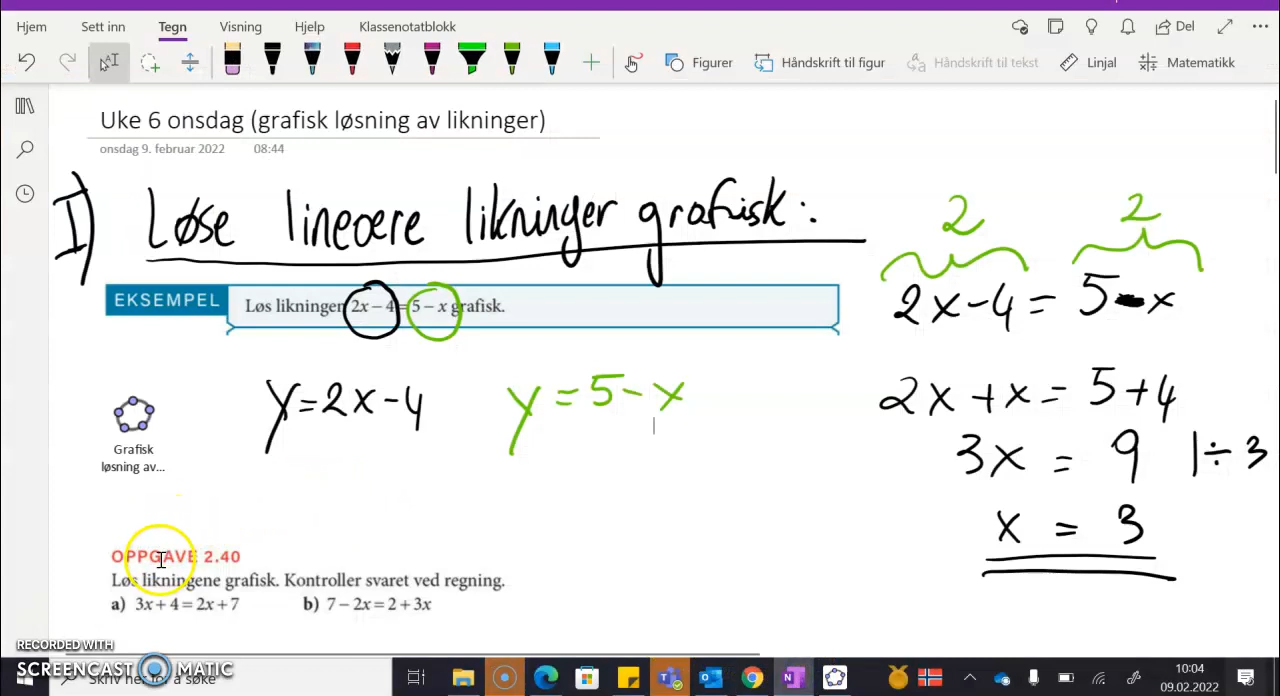 Hjem Sett inn Tegn Visning Hjelp Klassenotatblokk Del
Figurer Håndskrift til figur Håndskrift til tekst Linjal Matematikk
Uke 6 onsdag (grafisk løsning av likninger)
onsdag 9. februar 2022 08:44
I) Løse lineære likninger grafisk:
EKSEMPEL Løs likningen 2x – 4 = 5 – x grafisk.
y = 2x - 4 y = 5 - x
Grafisk
løsning av...
2 2
2x - 4 = 5 - x
2x + x = 5 + 4
3x = 9 | ÷ 3
x = 3
OPPGAVE 2.40
Løs likningene grafisk. Kontroller svaret ved regning.
a) 3x + 4 = 2x + 7 b) 7 – 2x = 2 + 3x
RECORDED WITH
SCREENCAST MATIC
Skriv her for å søke
10:04
09.02.2022